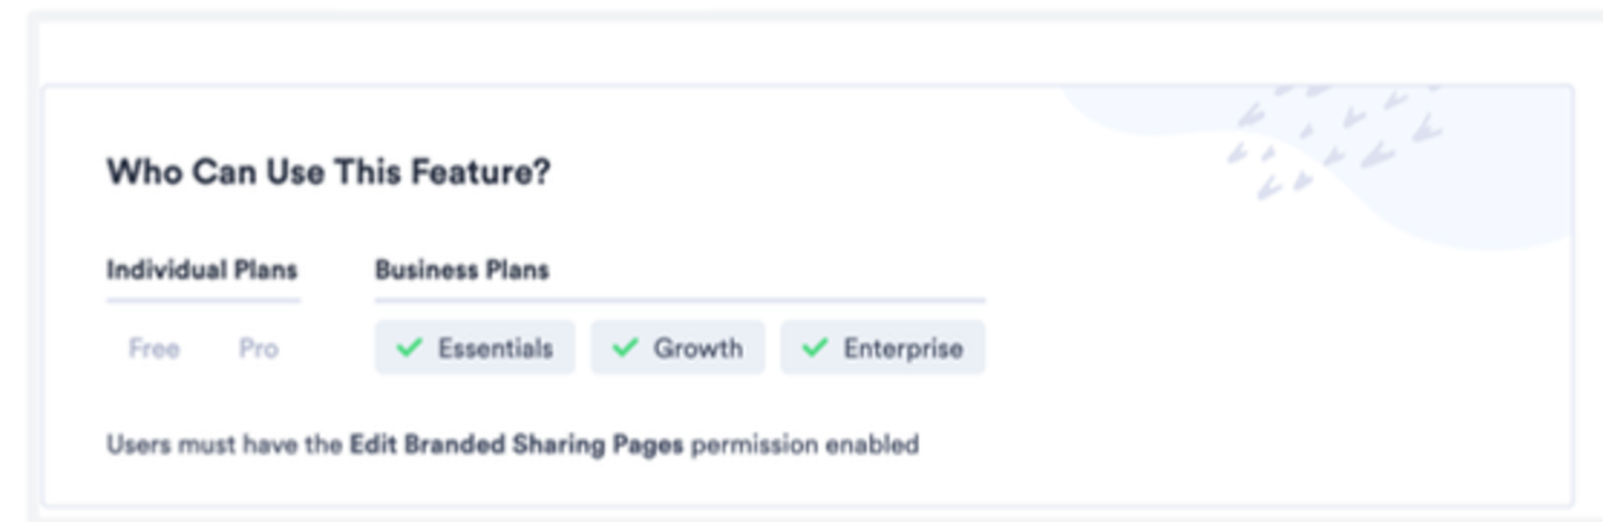 Who Can Use This Feature?
Individual Plans Business Plans
Free Pro Essentials Growth Enterprise
Users must have the Edit Branded Sharing Pages permission enabled